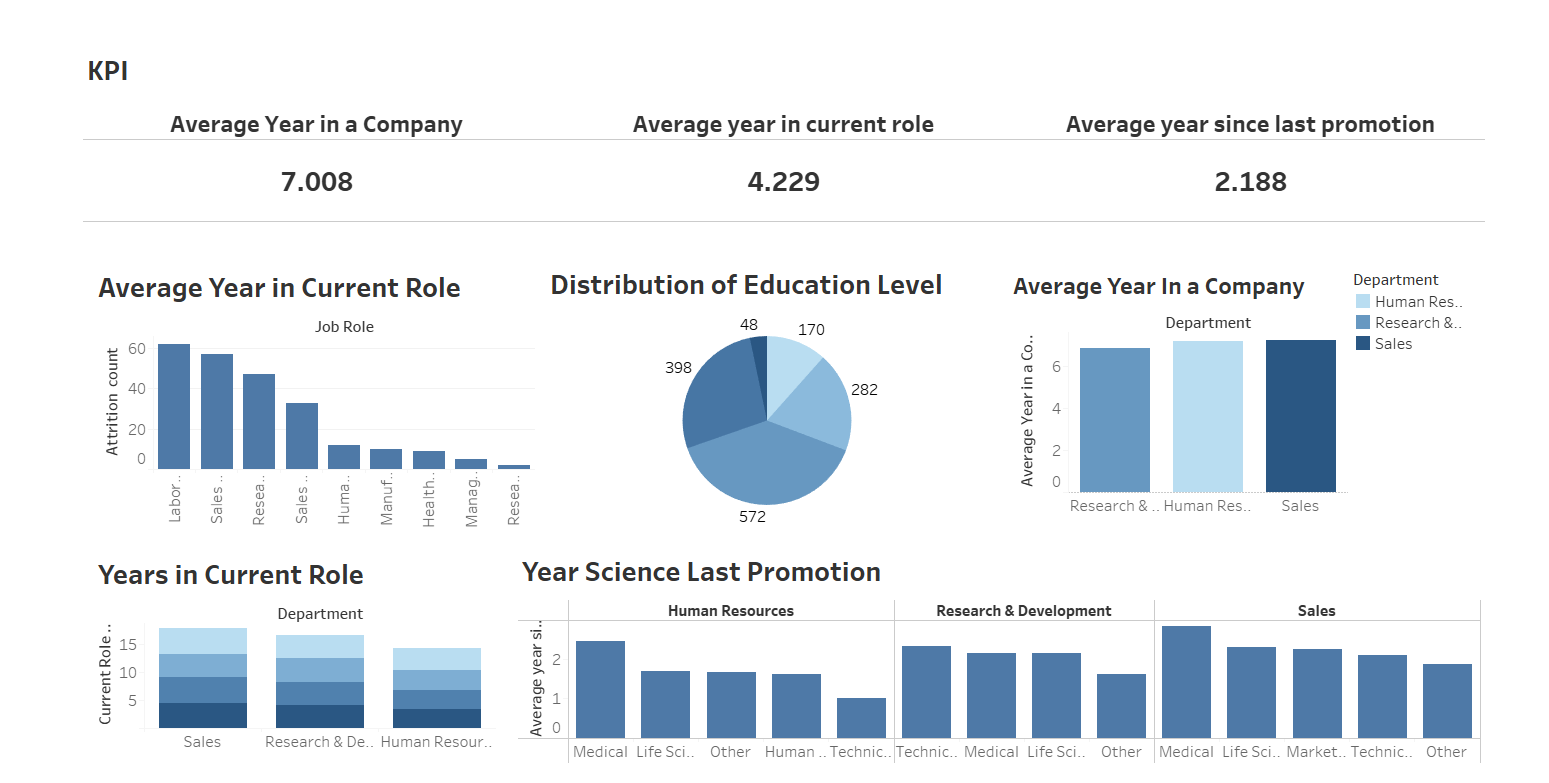 KPI
Average Year in a Company
Average year in current role
Average year since last promotion
7.008
4.229
2.188
Average Year in Current Role
Job Role
Attrition count
60
40
20
0
Labor..
Sales ..
Resea..
Sales ..
Huma..
Manuf..
Health..
Manag..
Resea..
Distribution of Education Level
48
170
398
282
572
Average Year In a Company
Department
Average Year in a Co..
6
4
2
0
Research & ..
Human Res..
Sales
Department
Human Res..
Research &..
Sales
Years in Current Role
Department
Current Role ..
15
10
5
Sales
Research & De..
Human Resour..
Year Science Last Promotion
Human Resources
Research & Development
Sales
Average year si..
2
1
0
Medical
Life Sci..
Other
Human ..
Technic..
Technic..
Medical
Life Sci..
Other
Medical
Life Sci..
Market..
Technic..
Other